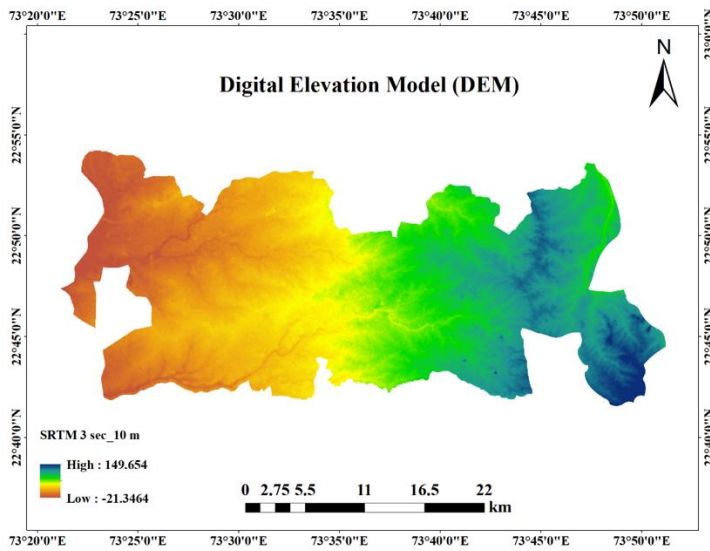 73°20'0"E 73°25'0"E 73°30'0"E 73°35'0"E 73°40'0"E 73°45'0"E 73°50'0"E
N
Digital Elevation Model (DEM)
22°55'0"N
22°50'0"N
22°45'0"N
22°40'0"N
23°0'0"N
22°55'0"N
22°50'0"N
22°45'0"N
22°40'0"N
SRTM 3 sec_10 m
High : 149.654
Low : -21.3464
0 2.75 5.5 11 16.5 22
km
73°20'0"E 73°25'0"E 73°30'0"E 73°35'0"E 73°40'0"E 73°45'0"E 73°50'0"E